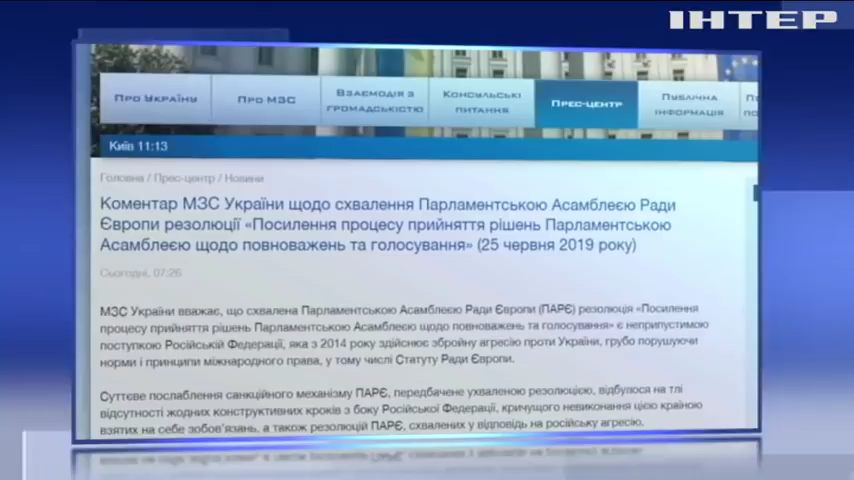 ІНТЕР
Про Україну
Про МЗС
Взаємодія з
громадськістю
Консульські
питання
Прес-центр
Публічна
інформація
Київ 11:13
Головна / Прес-центр / Новини
Коментар МЗС України щодо схвалення Парламентською Асамблеєю Ради
Європи резолюції «Посилення процесу прийняття рішень Парламентською
Асамблеєю щодо повноважень та голосування» (25 червня 2019 року)
Сьогодні, 07:26
МЗС України вважає, що схвалена Парламентською Асамблеєю Ради Європи (ПАРЄ) резолюція «Посилення
процесу прийняття рішень Парламентською Асамблеєю щодо повноважень та голосування» є неприпустимою
поступкою Російській Федерації, яка з 2014 року здійснює збройну агресію проти України, грубо порушуючи
норми і принципи міжнародного права, у тому числі Статуту Ради Європи.
Суттєве послаблення санкційного механізму ПАРЄ, передбачене ухваленою резолюцією, відбулося на тлі
відсутності жодних конструктивних кроків з боку Російської Федерації, кричущого невиконання цією країною
взятих на себе зобов'язань, а також резолюцій ПАРЄ, схвалених у відповідь на російську агресію.